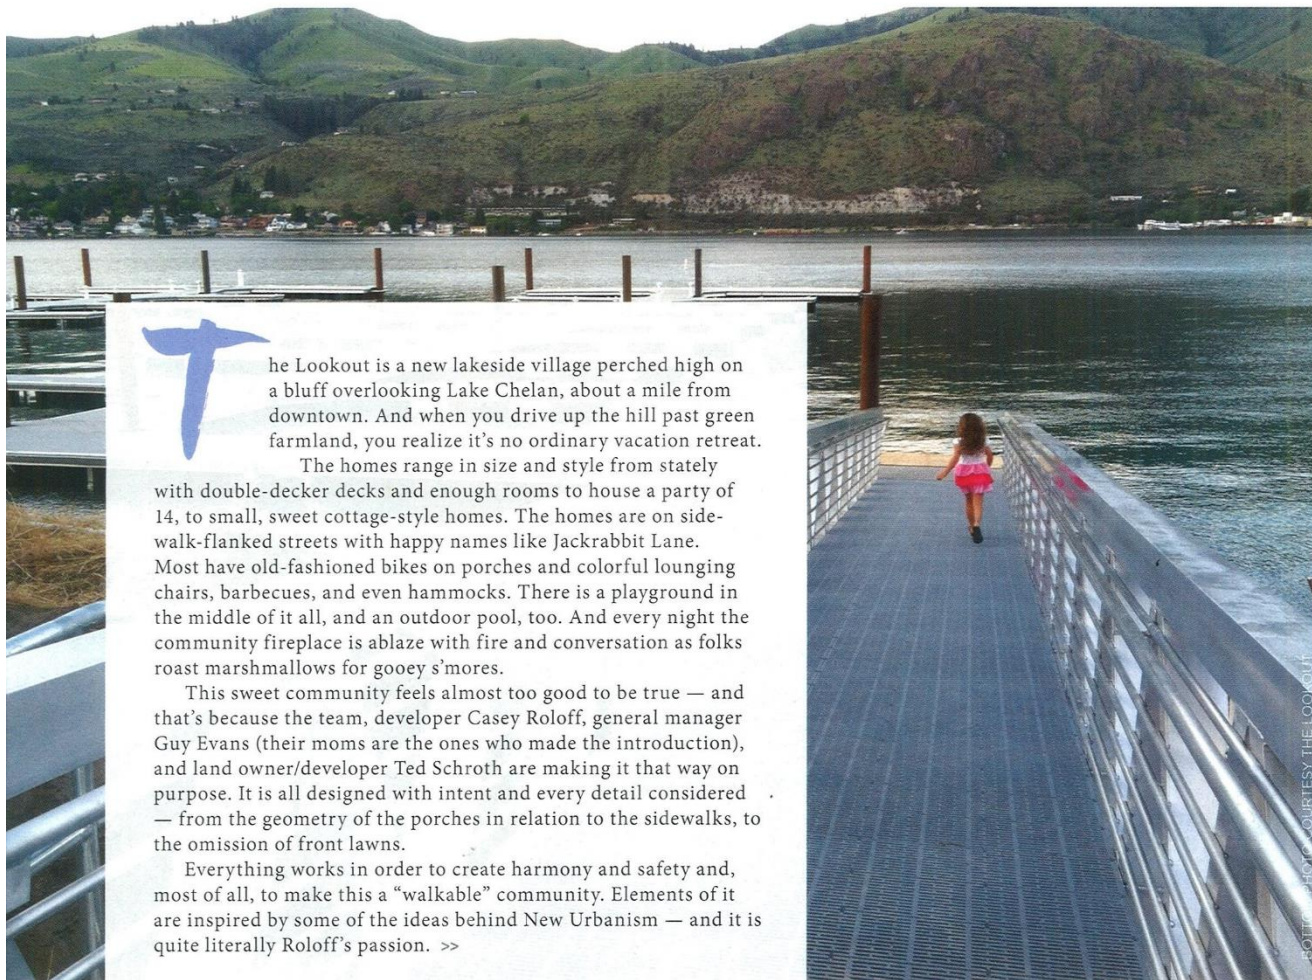 The Lookout is a new lakeside village perched high on
a bluff overlooking Lake Chelan, about a mile from
downtown. And when you drive up the hill past green
farmland, you realize it’s no ordinary vacation retreat.
The homes range in size and style from stately
with double-decker decks and enough rooms to house a party of
14, to small, sweet cottage-style homes. The homes are on side-
walk-flanked streets with happy names like Jackrabbit Lane.
Most have old-fashioned bikes on porches and colorful lounging
chairs, barbecues, and even hammocks. There is a playground in
the middle of it all, and an outdoor pool, too. And every night the
community fireplace is ablaze with fire and conversation as folks
roast marshmallows for gooey s’mores.
This sweet community feels almost too good to be true — and
that’s because the team, developer Casey Roloff, general manager
Guy Evans (their moms are the ones who made the introduction),
and land owner/developer Ted Schroth are making it that way on
purpose. It is all designed with intent and every detail considered
— from the geometry of the porches in relation to the sidewalks, to
the omission of front lawns.
Everything works in order to create harmony and safety and,
most of all, to make this a “walkable” community. Elements of it
are inspired by some of the ideas behind New Urbanism — and it is
quite literally Roloff’s passion. >>
COURTESY THE LOOKOUT